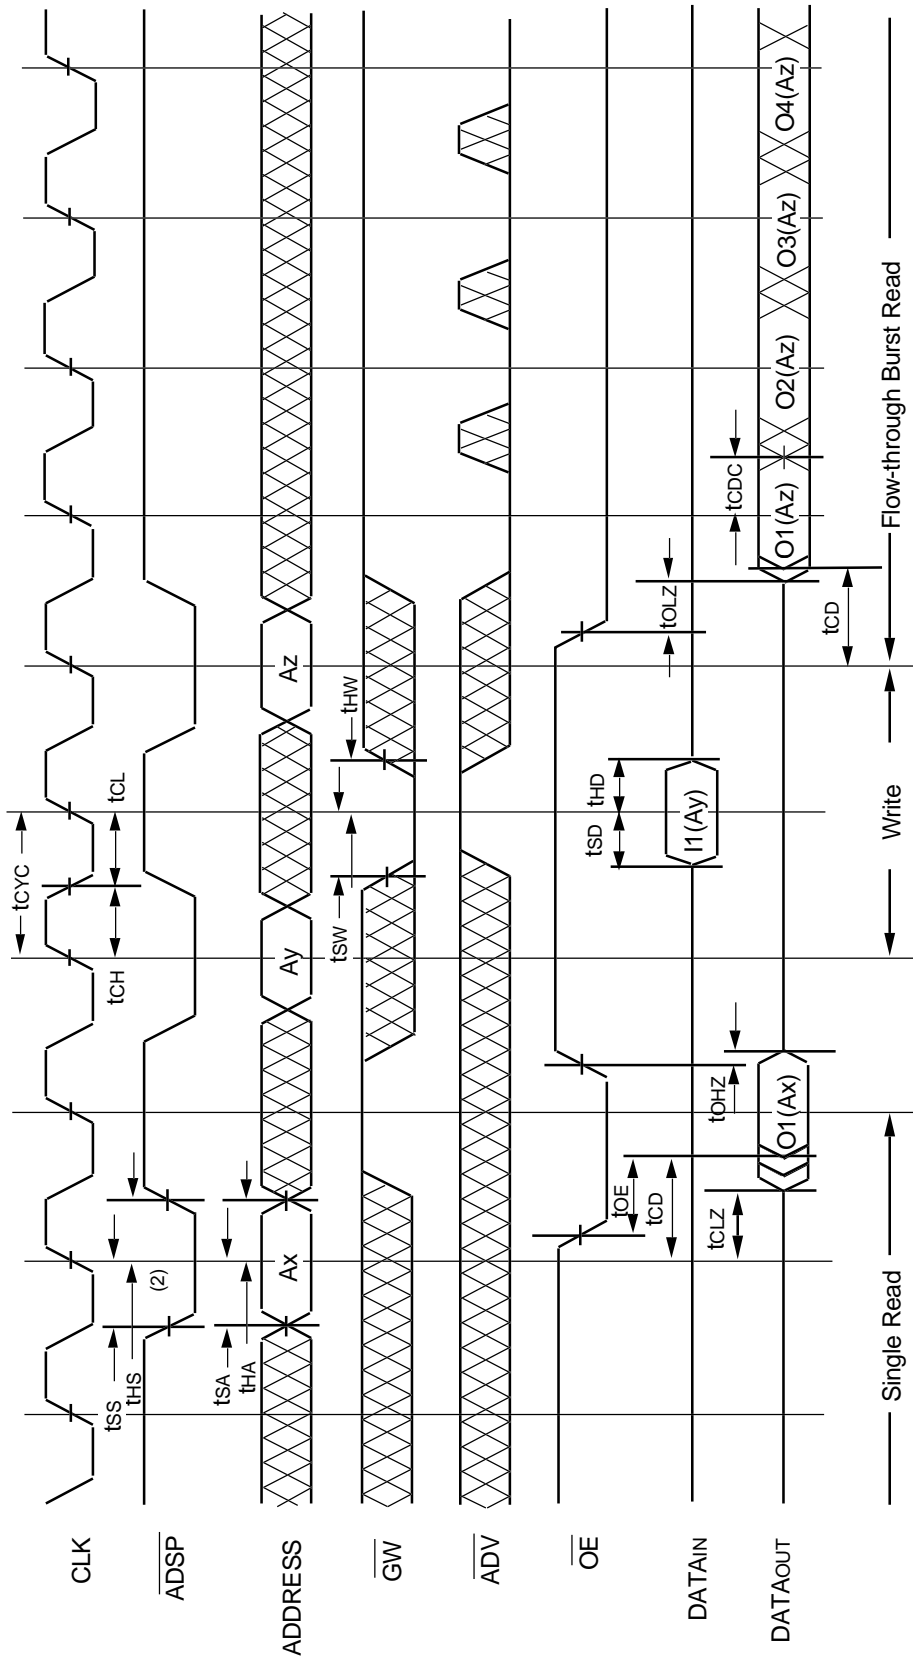 CLK
tCYC
tCH
tCL
tSS
tHS
(2)
ADSP
ADDRESS
tSA
tHA
Ax
Ay
Az
GW
tSW
tHW
ADV
OE
tOE
tOHZ
tOLZ
DATAIN
tSD
tHD
I1(Ay)
tCD
tCLZ
tCDC
tCD
DATAOUT
O1(Ax)
O1(Az)
O2(Az)
O3(Az)
O4(Az)
Single Read
Write
Flow-through Burst Read